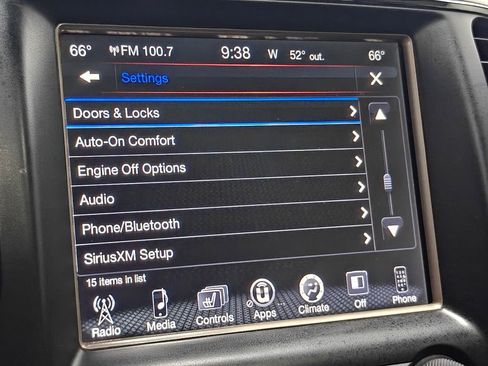 66° FM 100.7 9:38 W 52° out. 66°
Settings
Doors & Locks
Auto-On Comfort
Engine Off Options
Audio
Phone/Bluetooth
SiriusXM Setup
15 items in list
Radio Media Controls Apps Climate Off Phone